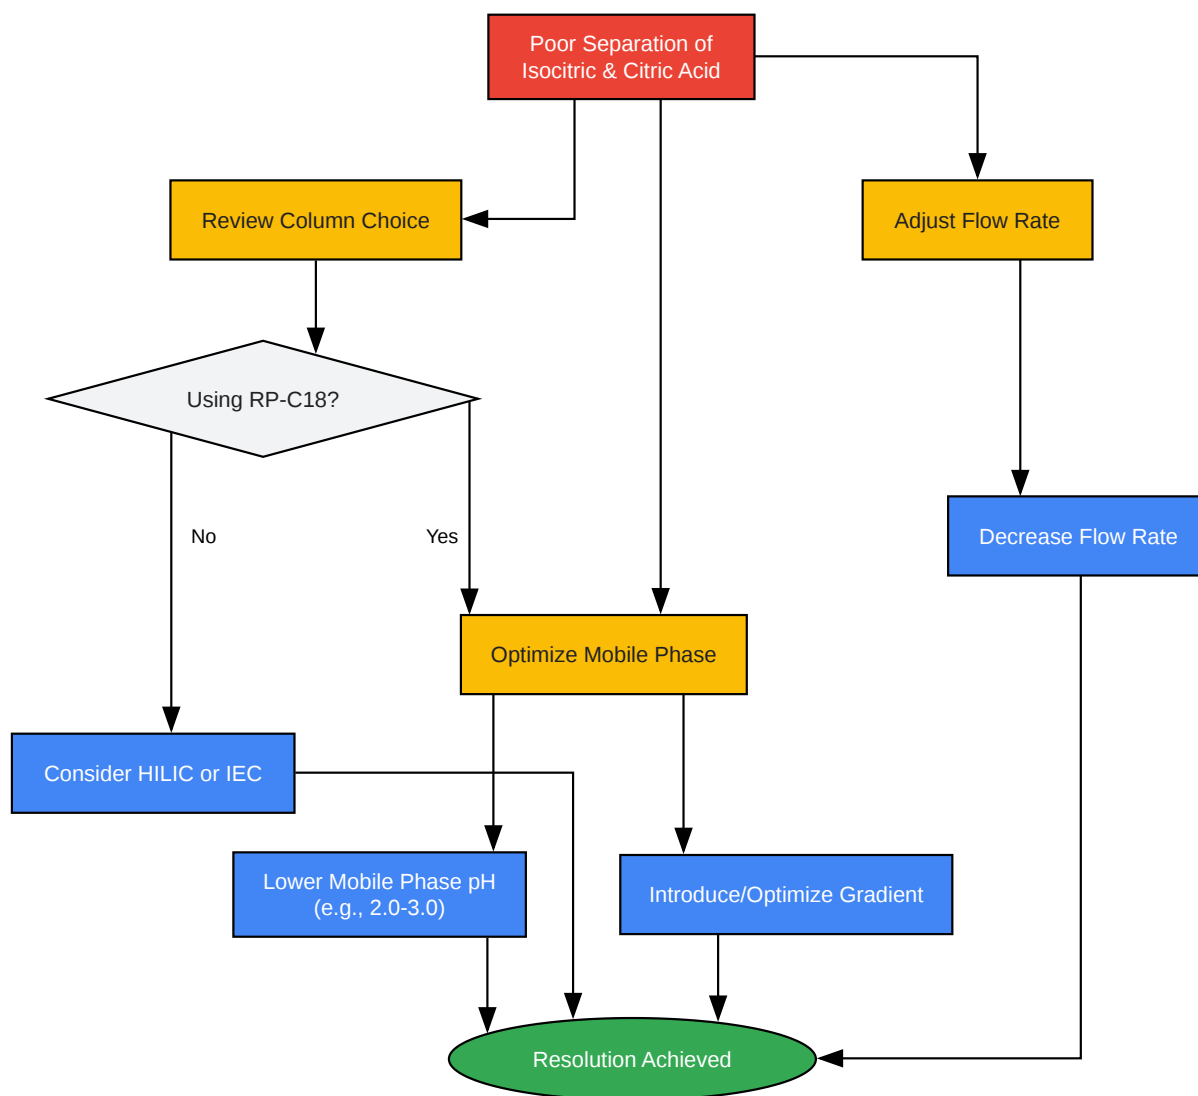 Poor Separation of
Isocitric & Citric Acid
Review Column Choice
Adjust Flow Rate
Using RP-C18?
No
Yes
Decrease Flow Rate
Optimize Mobile Phase
Consider HILIC or IEC
Lower Mobile Phase pH
(e.g., 2.0-3.0)
Introduce/Optimize Gradient
Resolution Achieved